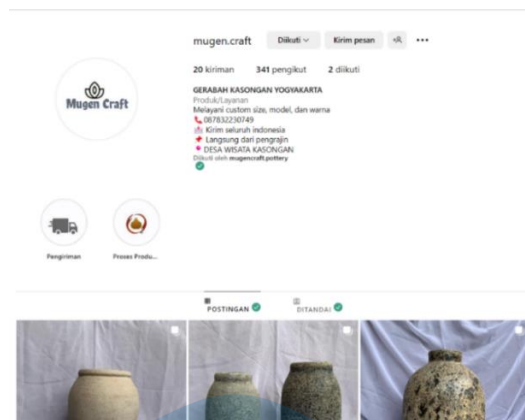 mugen.craft Diikuti Kirim pesan
20 kiriman 341 pengikut 2 diikuti
GERABAH KASONGAN YOGYAKARTA
Produk/Layanan
Melayani custom size, model, dan warna
087832230749
Kirim seluruh indonesia
Langsung dari pengrajin
DESA WISATA KASONGAN
Diikuti oleh mugencraft.pottery
Mugen Craft
Pengiriman Proses Produ...
POSTINGAN DITANDAI